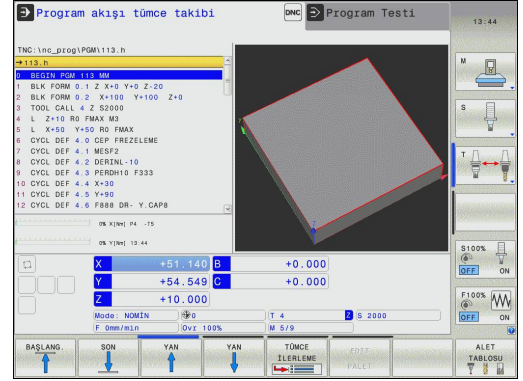 Program akışı tümce takibi
DNC
Program Testi
13:44
TNC:\nc_prog\PGM\113.h
→113.h
0 BEGIN PGM 113 MM
1 BLK FORM 0.1 Z X+0 Y+0 Z-20
2 BLK FORM 0.2 X+100 Y+100 Z+0
3 TOOL CALL 4 Z S2000
4 L Z+10 R0 FMAX M3
5 L X+50 Y+50 R0 FMAX
6 CYCL DEF 4.0 CEP FREZELEME
7 CYCL DEF 4.1 MESF2
8 CYCL DEF 4.2 DERINL-10
9 CYCL DEF 4.3 PERDH10 F333
10 CYCL DEF 4.4 X+30
11 CYCL DEF 4.5 Y+90
12 CYCL DEF 4.6 F888 DR- Y.CAP8
0% X[Nm] P4 -T5
0% Y[Nm] 13:44
X +51.140 B +0.000
Y +54.549 C +0.000
Z +10.000
Mode: NOMİN 0 T 4 Z S 2000
F 0mm/min Ovr 100% M 5/9
M
S
T
S100%
OFF ON
F100%
OFF ON
BAŞLANG.
SON
YAN
YAN
TÜMCE
İLERLEME
EDIT
PALET
ALET
TABLOSU